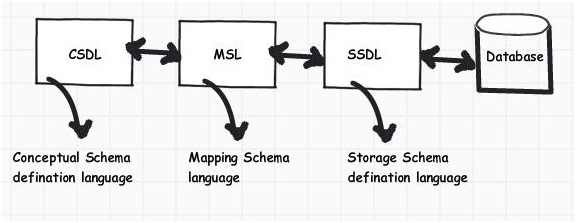 CSDL
MSL
SSDL
Database
Conceptual Schema
defination language
Mapping Schema
language
Storage Schema
defination language